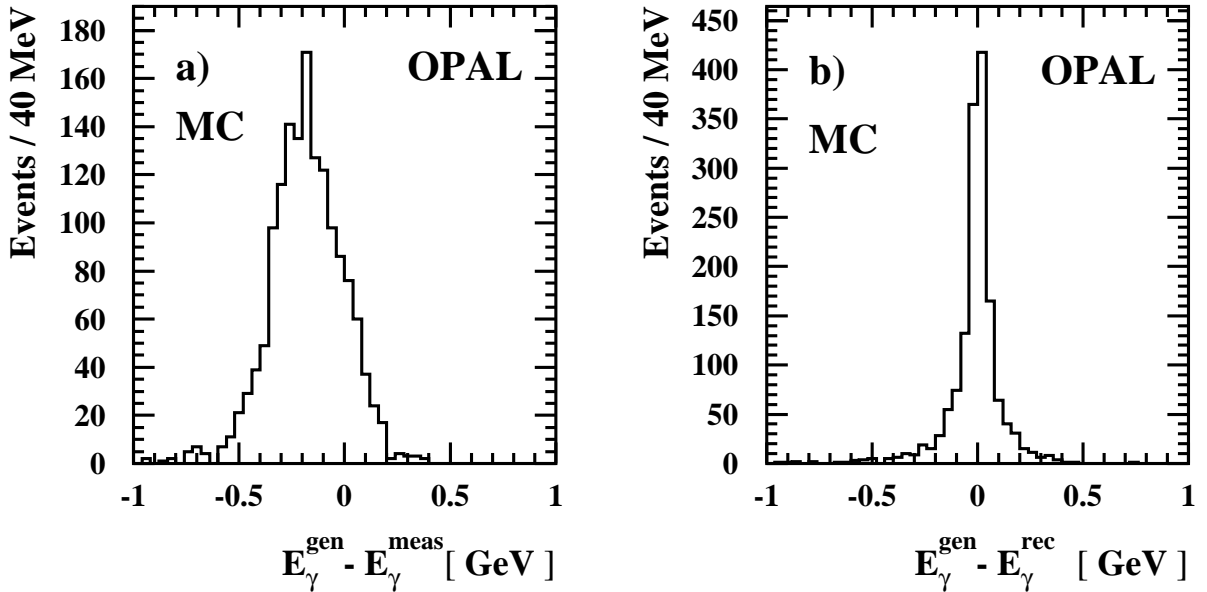 Events / 40 MeV
180
160
140
120
100
80
60
40
20
0
a)
OPAL
MC
-1 -0.5 0 0.5 1
E_γ^gen - E_γ^meas [ GeV ]
Events / 40 MeV
450
400
350
300
250
200
150
100
50
0
b)
OPAL
MC
-1 -0.5 0 0.5 1
E_γ^gen - E_γ^rec [ GeV ]